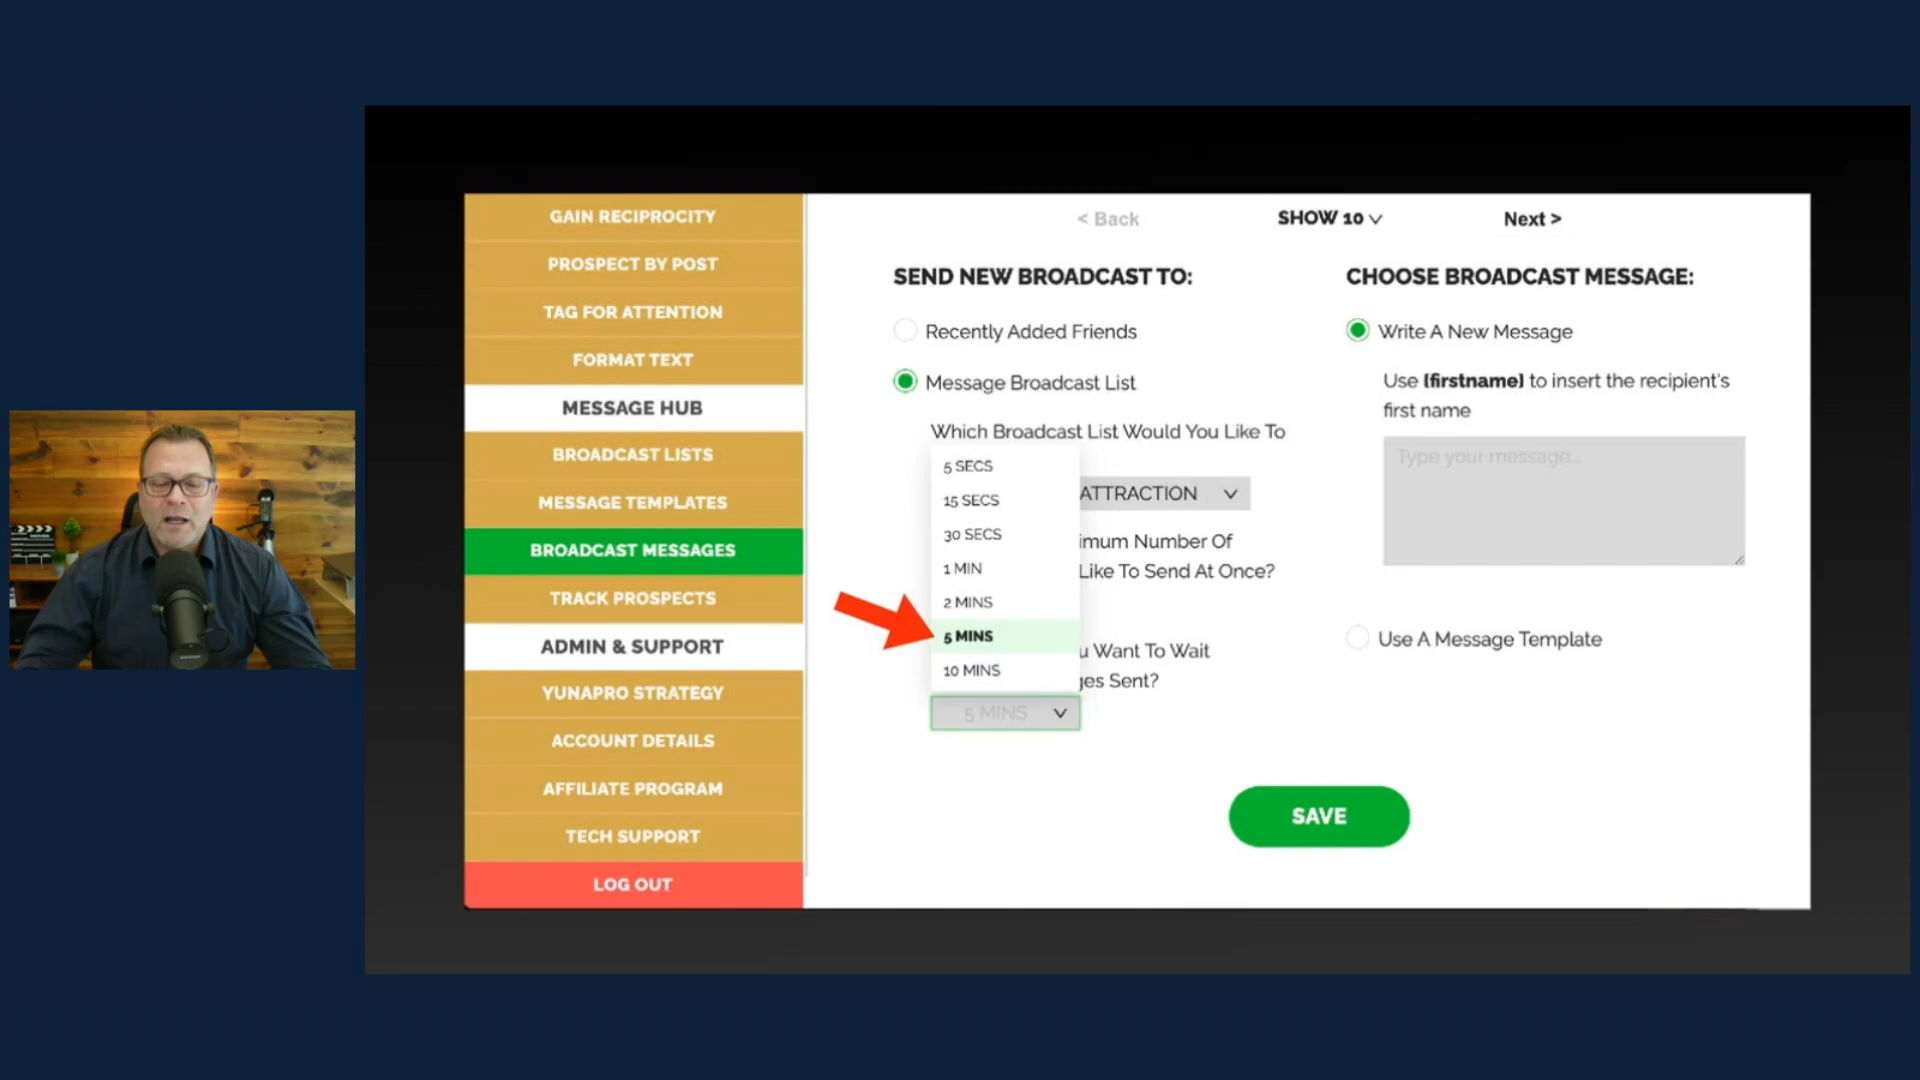 GAIN RECIPROCITY
PROSPECT BY POST
TAG FOR ATTENTION
FORMAT TEXT
MESSAGE HUB
BROADCAST LISTS
MESSAGE TEMPLATES
BROADCAST MESSAGES
TRACK PROSPECTS
ADMIN & SUPPORT
YUNAPRO STRATEGY
ACCOUNT DETAILS
AFFILIATE PROGRAM
TECH SUPPORT
LOG OUT
< Back
SHOW 10
Next >
SEND NEW BROADCAST TO:
Recently Added Friends
Message Broadcast List
Which Broadcast List Would You Like To
ATTRACTION
imum Number Of
Like To Send At Once?
u Want To Wait
ges Sent?
5 SECS
15 SECS
30 SECS
1 MIN
2 MINS
5 MINS
10 MINS
5 MINS
CHOOSE BROADCAST MESSAGE:
Write A New Message
Use [firstname] to insert the recipient's
first name
Type your message...
Use A Message Template
SAVE